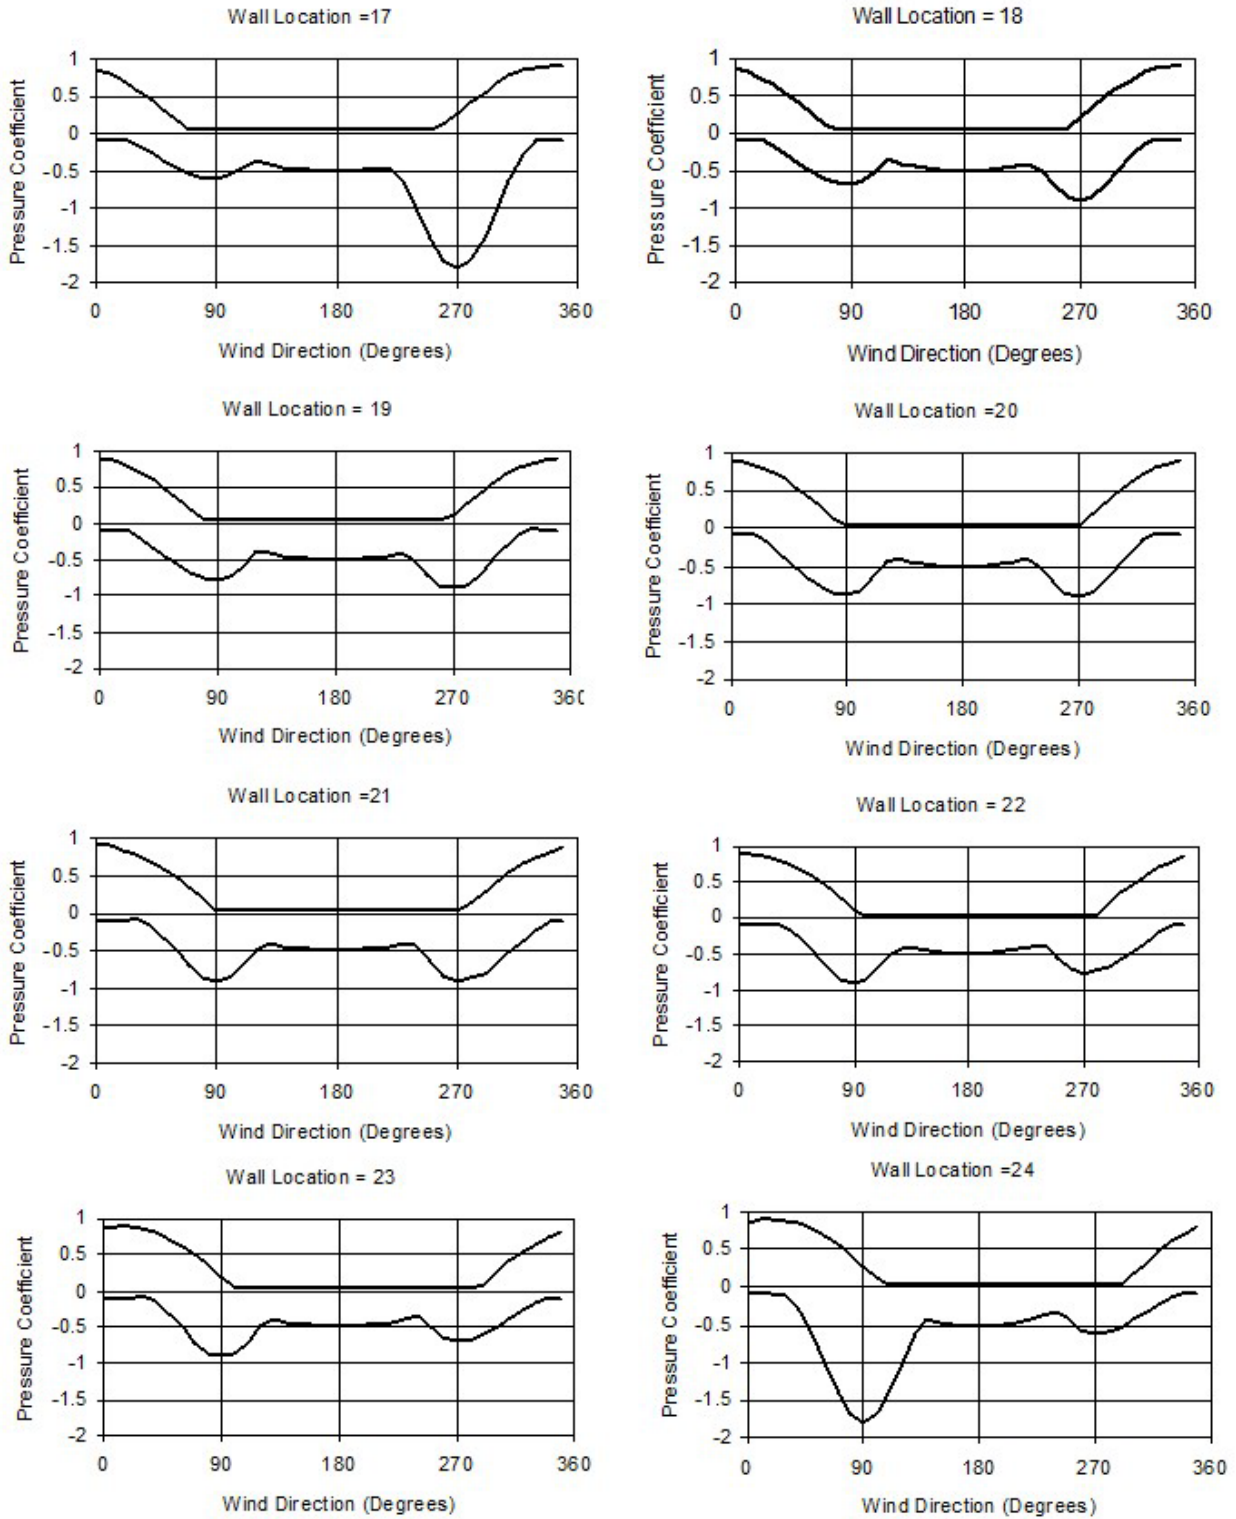 Wall Location =17
1
0.5
0
-0.5
-1
-1.5
-2
Pressure Coefficient
0 90 180 270 360
Wind Direction (Degrees)
Wall Location = 18
1
0.5
0
-0.5
-1
-1.5
-2
Pressure Coefficient
0 90 180 270 360
Wind Direction (Degrees)
Wall Location = 19
1
0.5
0
-0.5
-1
-1.5
-2
Pressure Coefficient
0 90 180 270 360
Wind Direction (Degrees)
Wall Location =20
1
0.5
0
-0.5
-1
-1.5
-2
Pressure Coefficient
0 90 180 270 360
Wind Direction (Degrees)
Wall Location =21
1
0.5
0
-0.5
-1
-1.5
-2
Pressure Coefficient
0 90 180 270 360
Wind Direction (Degrees)
Wall Location = 22
1
0.5
0
-0.5
-1
-1.5
-2
Pressure Coefficient
0 90 180 270 360
Wind Direction (Degrees)
Wall Location = 23
1
0.5
0
-0.5
-1
-1.5
-2
Pressure Coefficient
0 90 180 270 360
Wind Direction (Degrees)
Wall Location =24
1
0.5
0
-0.5
-1
-1.5
-2
Pressure Coefficient
0 90 180 270 360
Wind Direction (Degrees)